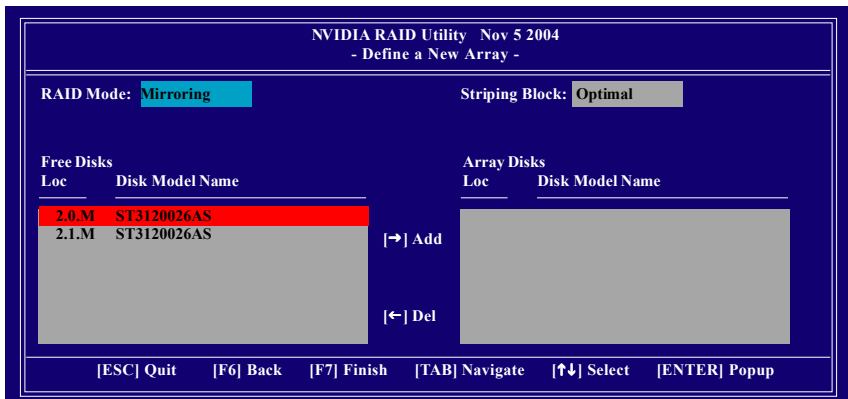 NVIDIA RAID Utility Nov 5 2004
- Define a New Array -
RAID Mode: Mirroring Striping Block: Optimal
Free Disks Array Disks
Loc Disk Model Name Loc Disk Model Name
2.0.M ST3120026AS
2.1.M ST3120026AS
[→] Add
[←] Del
[ESC] Quit [F6] Back [F7] Finish [TAB] Navigate [↑↓] Select [ENTER] Popup